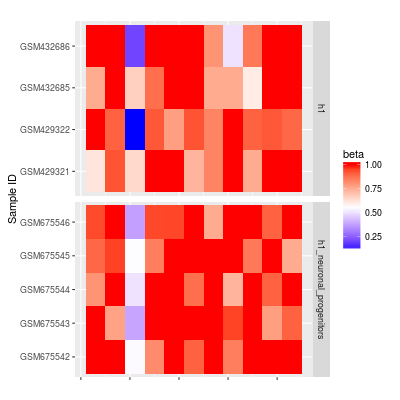 Sample ID
GSM432686
GSM432685
GSM429322
GSM429321
h1
GSM675546
GSM675545
GSM675544
GSM675543
GSM675542
h1_neuronal_progenitors
beta
1.00
0.75
0.50
0.25